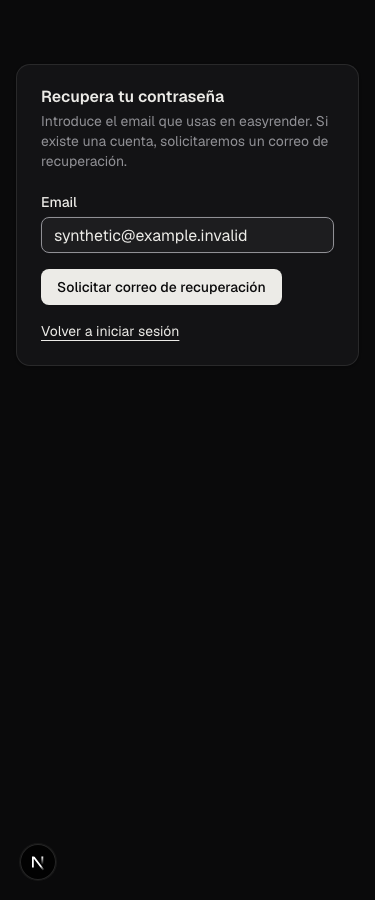 Recupera tu contraseña
Introduce el email que usas en easyrender. Si
existe una cuenta, solicitaremos un correo de
recuperación.
Email
synthetic@example.invalid
Solicitar correo de recuperación
Volver a iniciar sesión
N